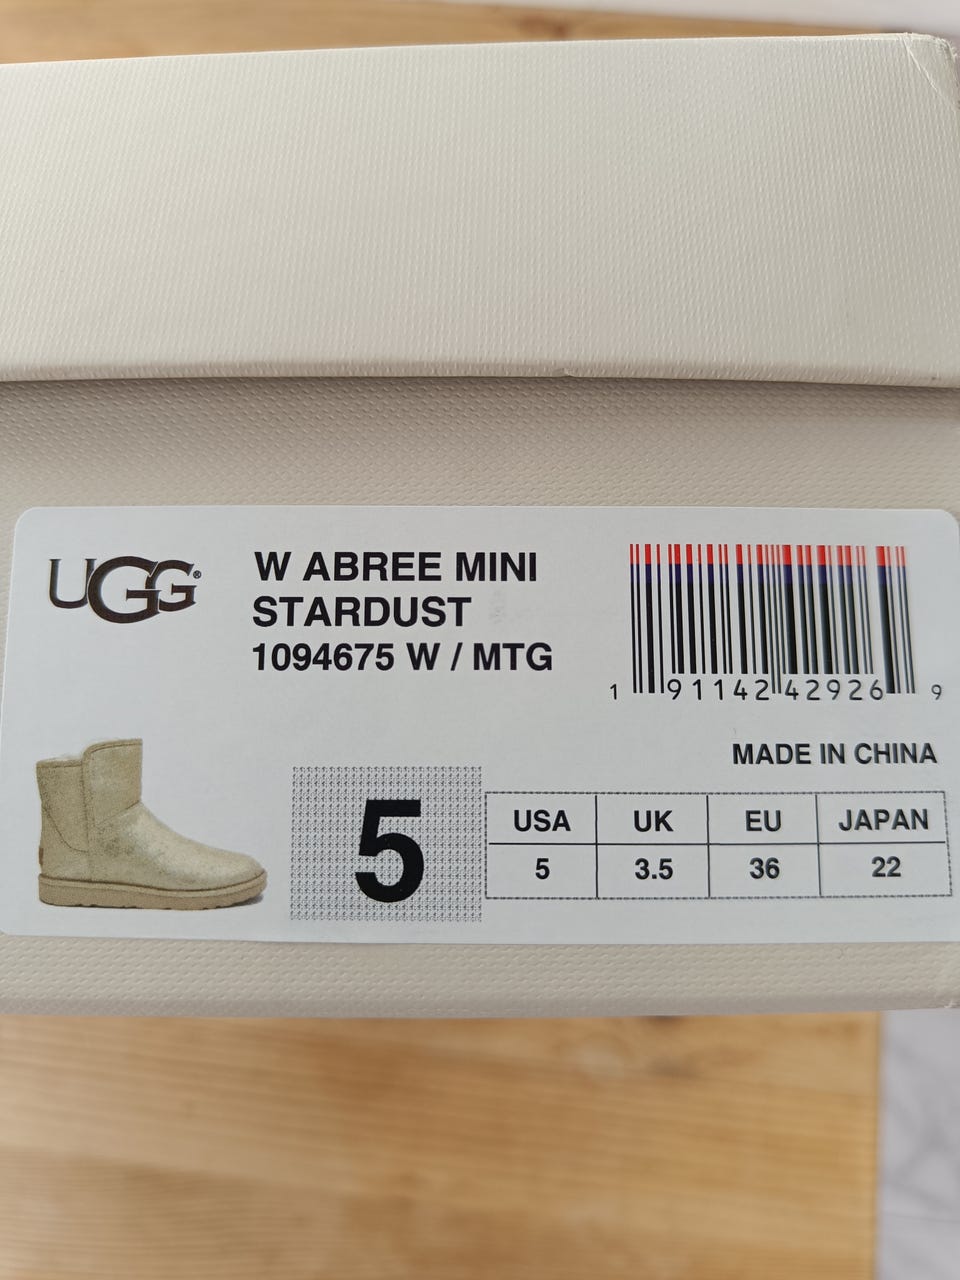 UGG®
W ABREE MINI
STARDUST
1094675 W / MTG
1 91142 42926 9
MADE IN CHINA
5
USA UK EU JAPAN
5 3.5 36 22